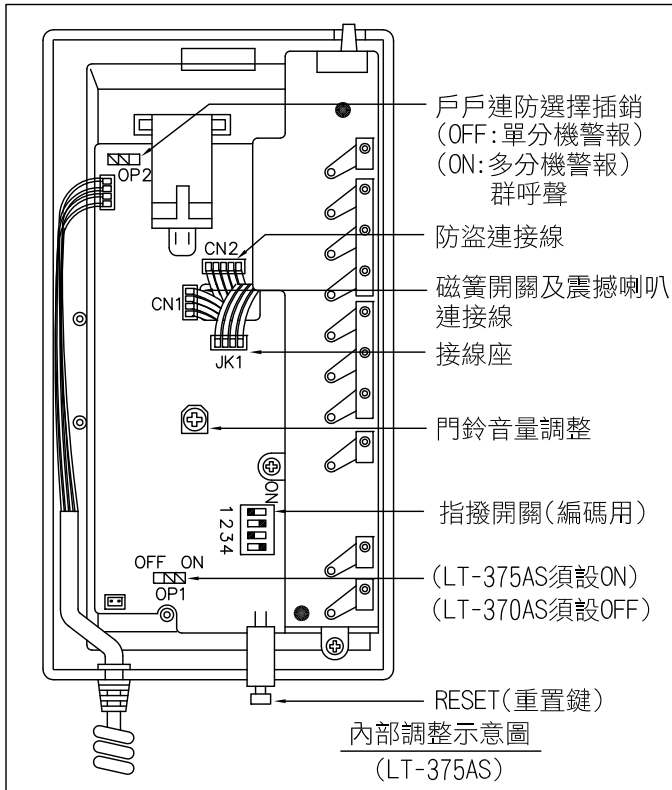 戶戶連防選擇插銷
(OFF:單分機警報)
(ON:多分機警報)
群呼聲
OP2
防盜連接線
CN2
磁簧開關及震撼喇叭
連接線
CN1
接線座
JK1
門鈴音量調整
ON
1 2 3 4
指撥開關(編碼用)
OFF ON
OP1
(LT-375AS須設ON)
(LT-370AS須設OFF)
RESET(重置鍵)
內部調整示意圖
(LT-375AS)